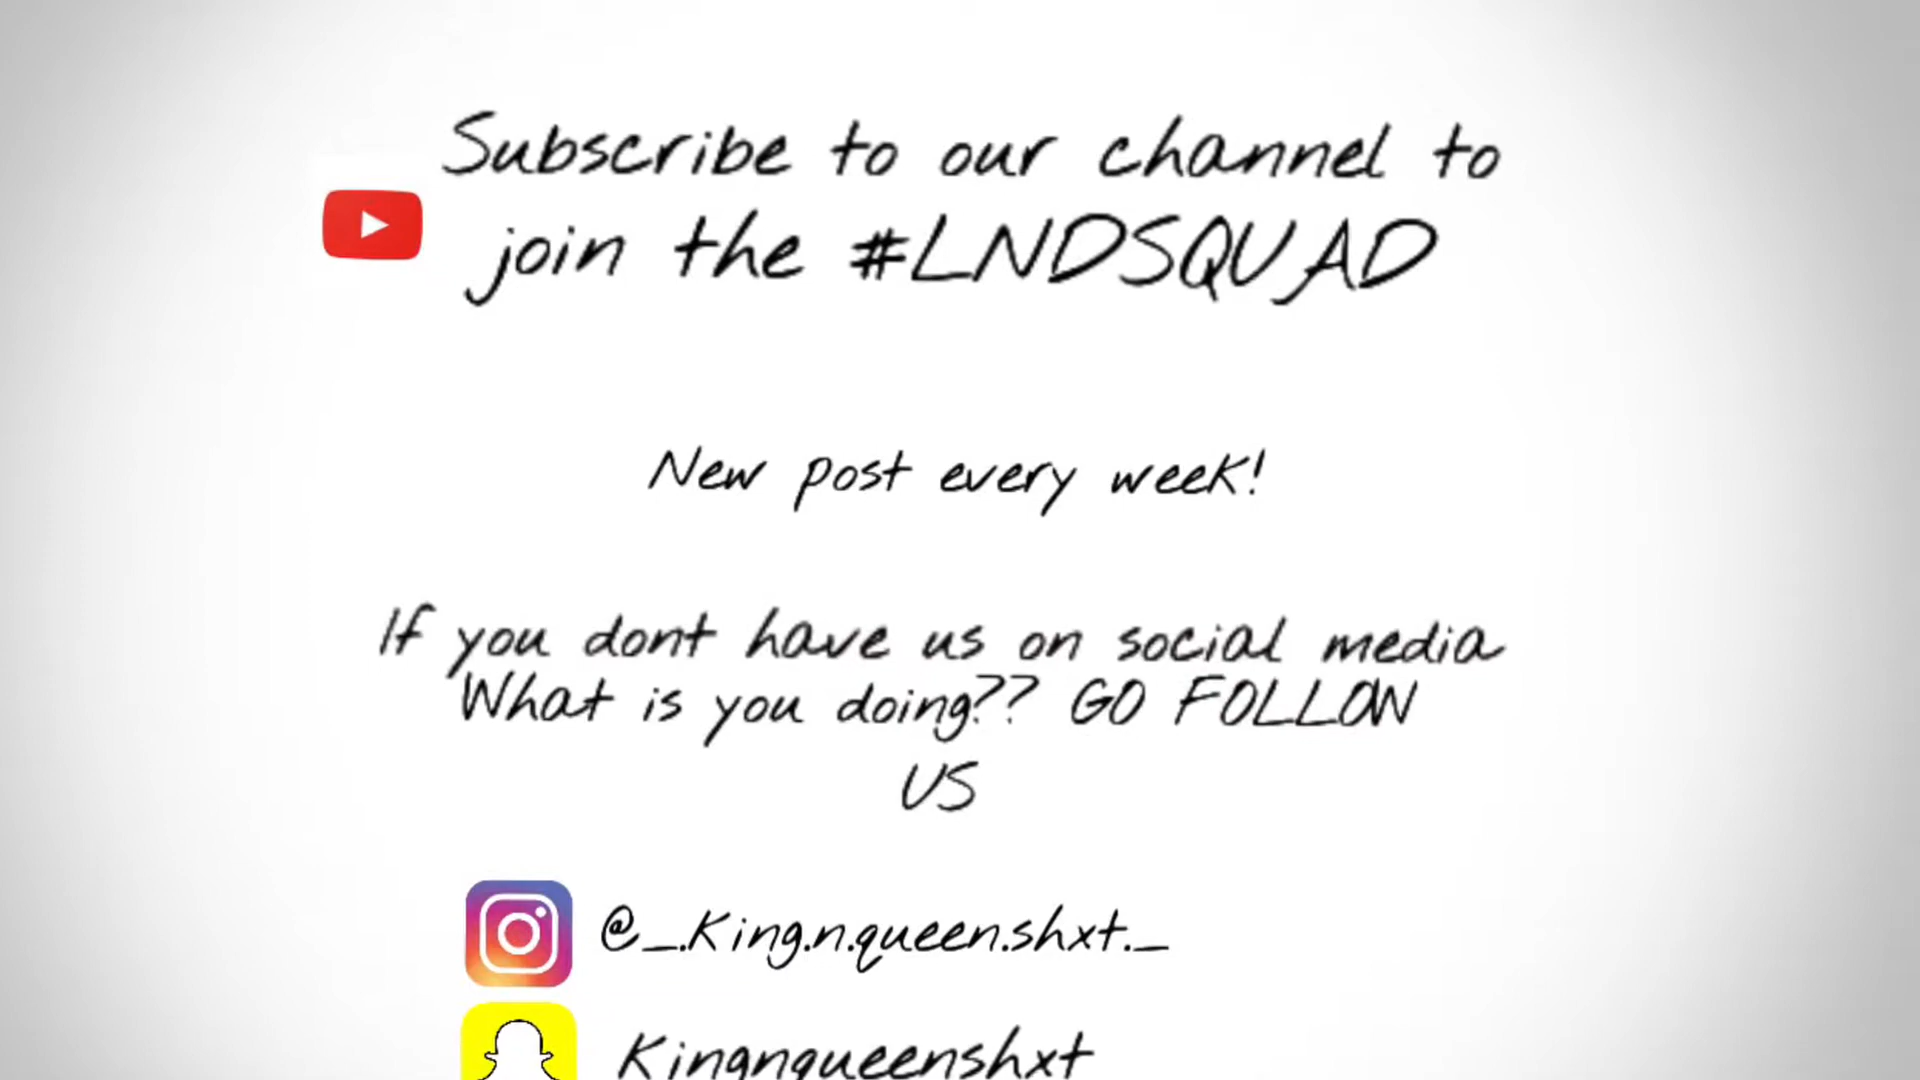 Subscribe to our channel to
join the #LNDSQUAD
New post every week!
If you dont have us on social media
What is you doing?? GO FOLLOW
US
@_.King.n.queen.shxt._
Kingnqueenshxt